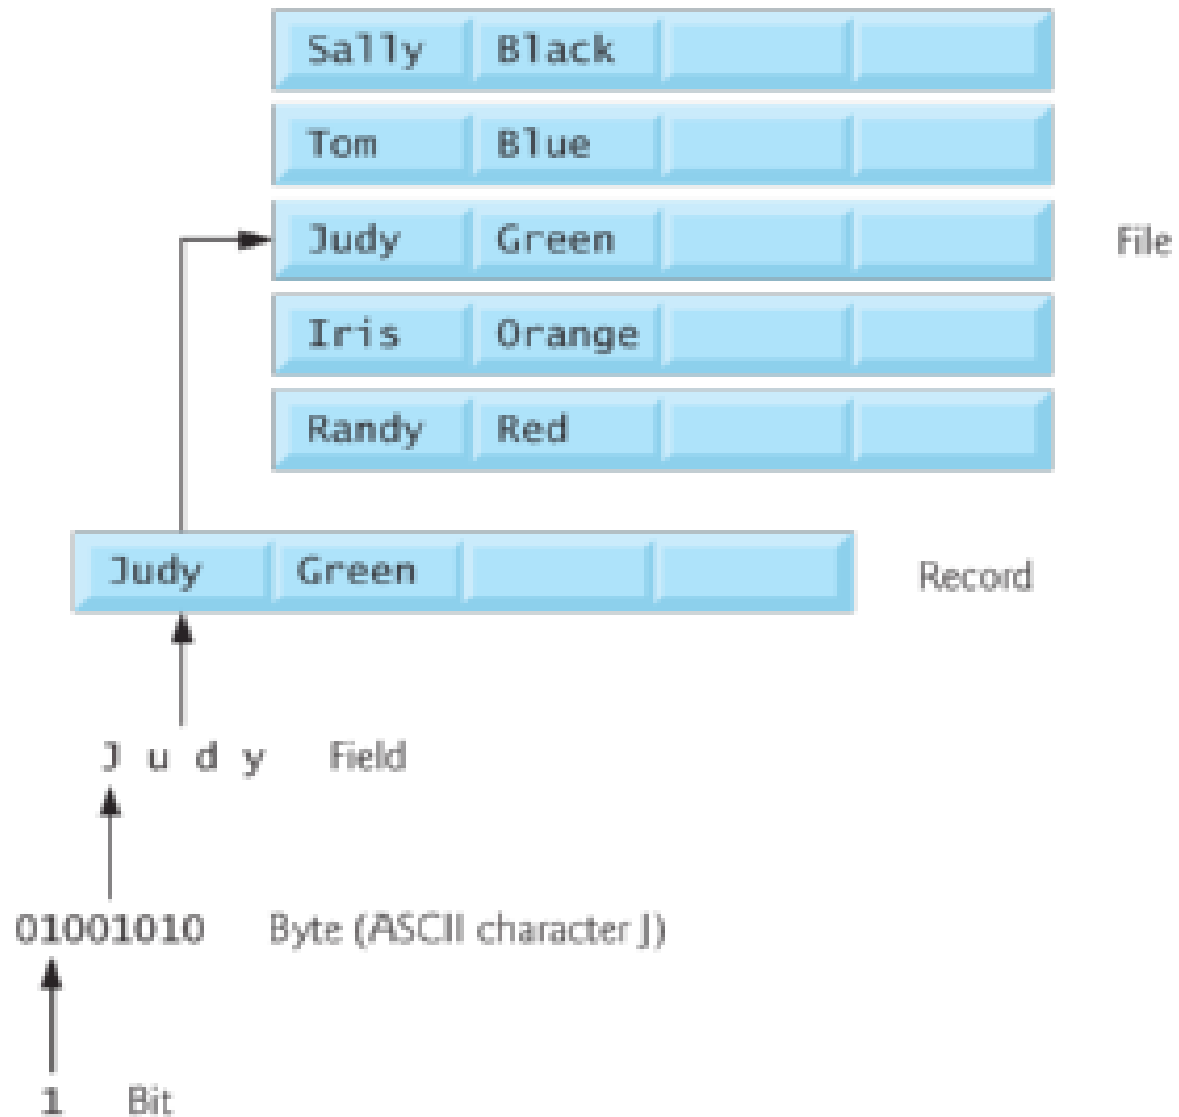 Sally Black
Tom Blue
Judy Green File
Iris Orange
Randy Red
Judy Green Record
J u d y Field
01001010 Byte (ASCII character J)
1 Bit